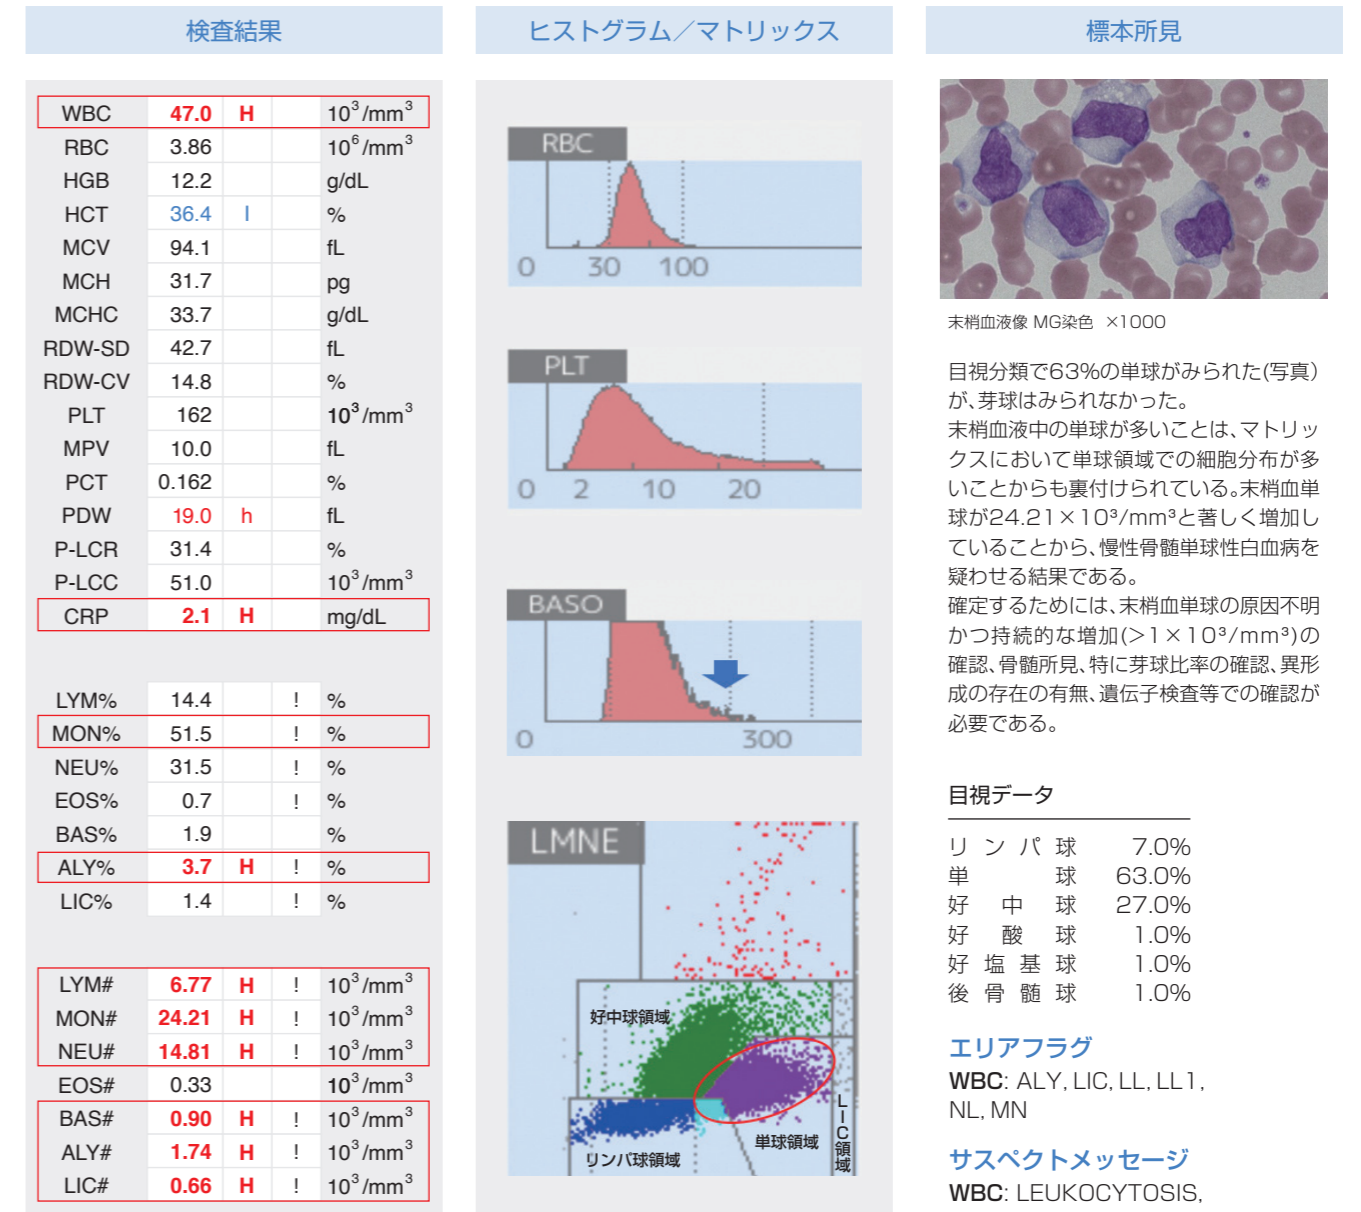 検査結果
WBC 47.0 H 10³/mm³
RBC 3.86 10⁶/mm³
HGB 12.2 g/dL
HCT 36.4 l %
MCV 94.1 fL
MCH 31.7 pg
MCHC 33.7 g/dL
RDW-SD 42.7 fL
RDW-CV 14.8 %
PLT 162 10³/mm³
MPV 10.0 fL
PCT 0.162 %
PDW 19.0 h fL
P-LCR 31.4 %
P-LCC 51.0 10³/mm³
CRP 2.1 H mg/dL
LYM% 14.4 ! %
MON% 51.5 ! %
NEU% 31.5 ! %
EOS% 0.7 ! %
BAS% 1.9 %
ALY% 3.7 H ! %
LIC% 1.4 ! %
LYM# 6.77 H ! 10³/mm³
MON# 24.21 H ! 10³/mm³
NEU# 14.81 H ! 10³/mm³
EOS# 0.33 10³/mm³
BAS# 0.90 H ! 10³/mm³
ALY# 1.74 H ! 10³/mm³
LIC# 0.66 H ! 10³/mm³
ヒストグラム／マトリックス
RBC
0 30 100
PLT
0 2 10 20
BASO
0 300
LMNE
好中球領域
単球領域
リンパ球領域
LIC領域
標本所見
末梢血液像 MG染色 ×1000
目視分類で63%の単球がみられた(写真)
が、芽球はみられなかった。
末梢血液中の単球が多いことは、マトリッ
クスにおいて単球領域での細胞分布が多
いことからも裏付けられている。末梢血単
球が24.21×10³/mm³と著しく増加し
ていることから、慢性骨髄単球性白血病を
疑わせる結果である。
確定するためには、末梢血単球の原因不明
かつ持続的な増加(>1×10³/mm³)の
確認、骨髄所見、特に芽球比率の確認、異形
成の存在の有無、遺伝子検査等での確認が
必要である。
目視データ
リンパ球 7.0%
単球 63.0%
好中球 27.0%
好酸球 1.0%
好塩基球 1.0%
後骨髄球 1.0%
エリアフラグ
WBC: ALY, LIC, LL, LL1,
NL, MN
サスペクトメッセージ
WBC: LEUKOCYTOSIS,